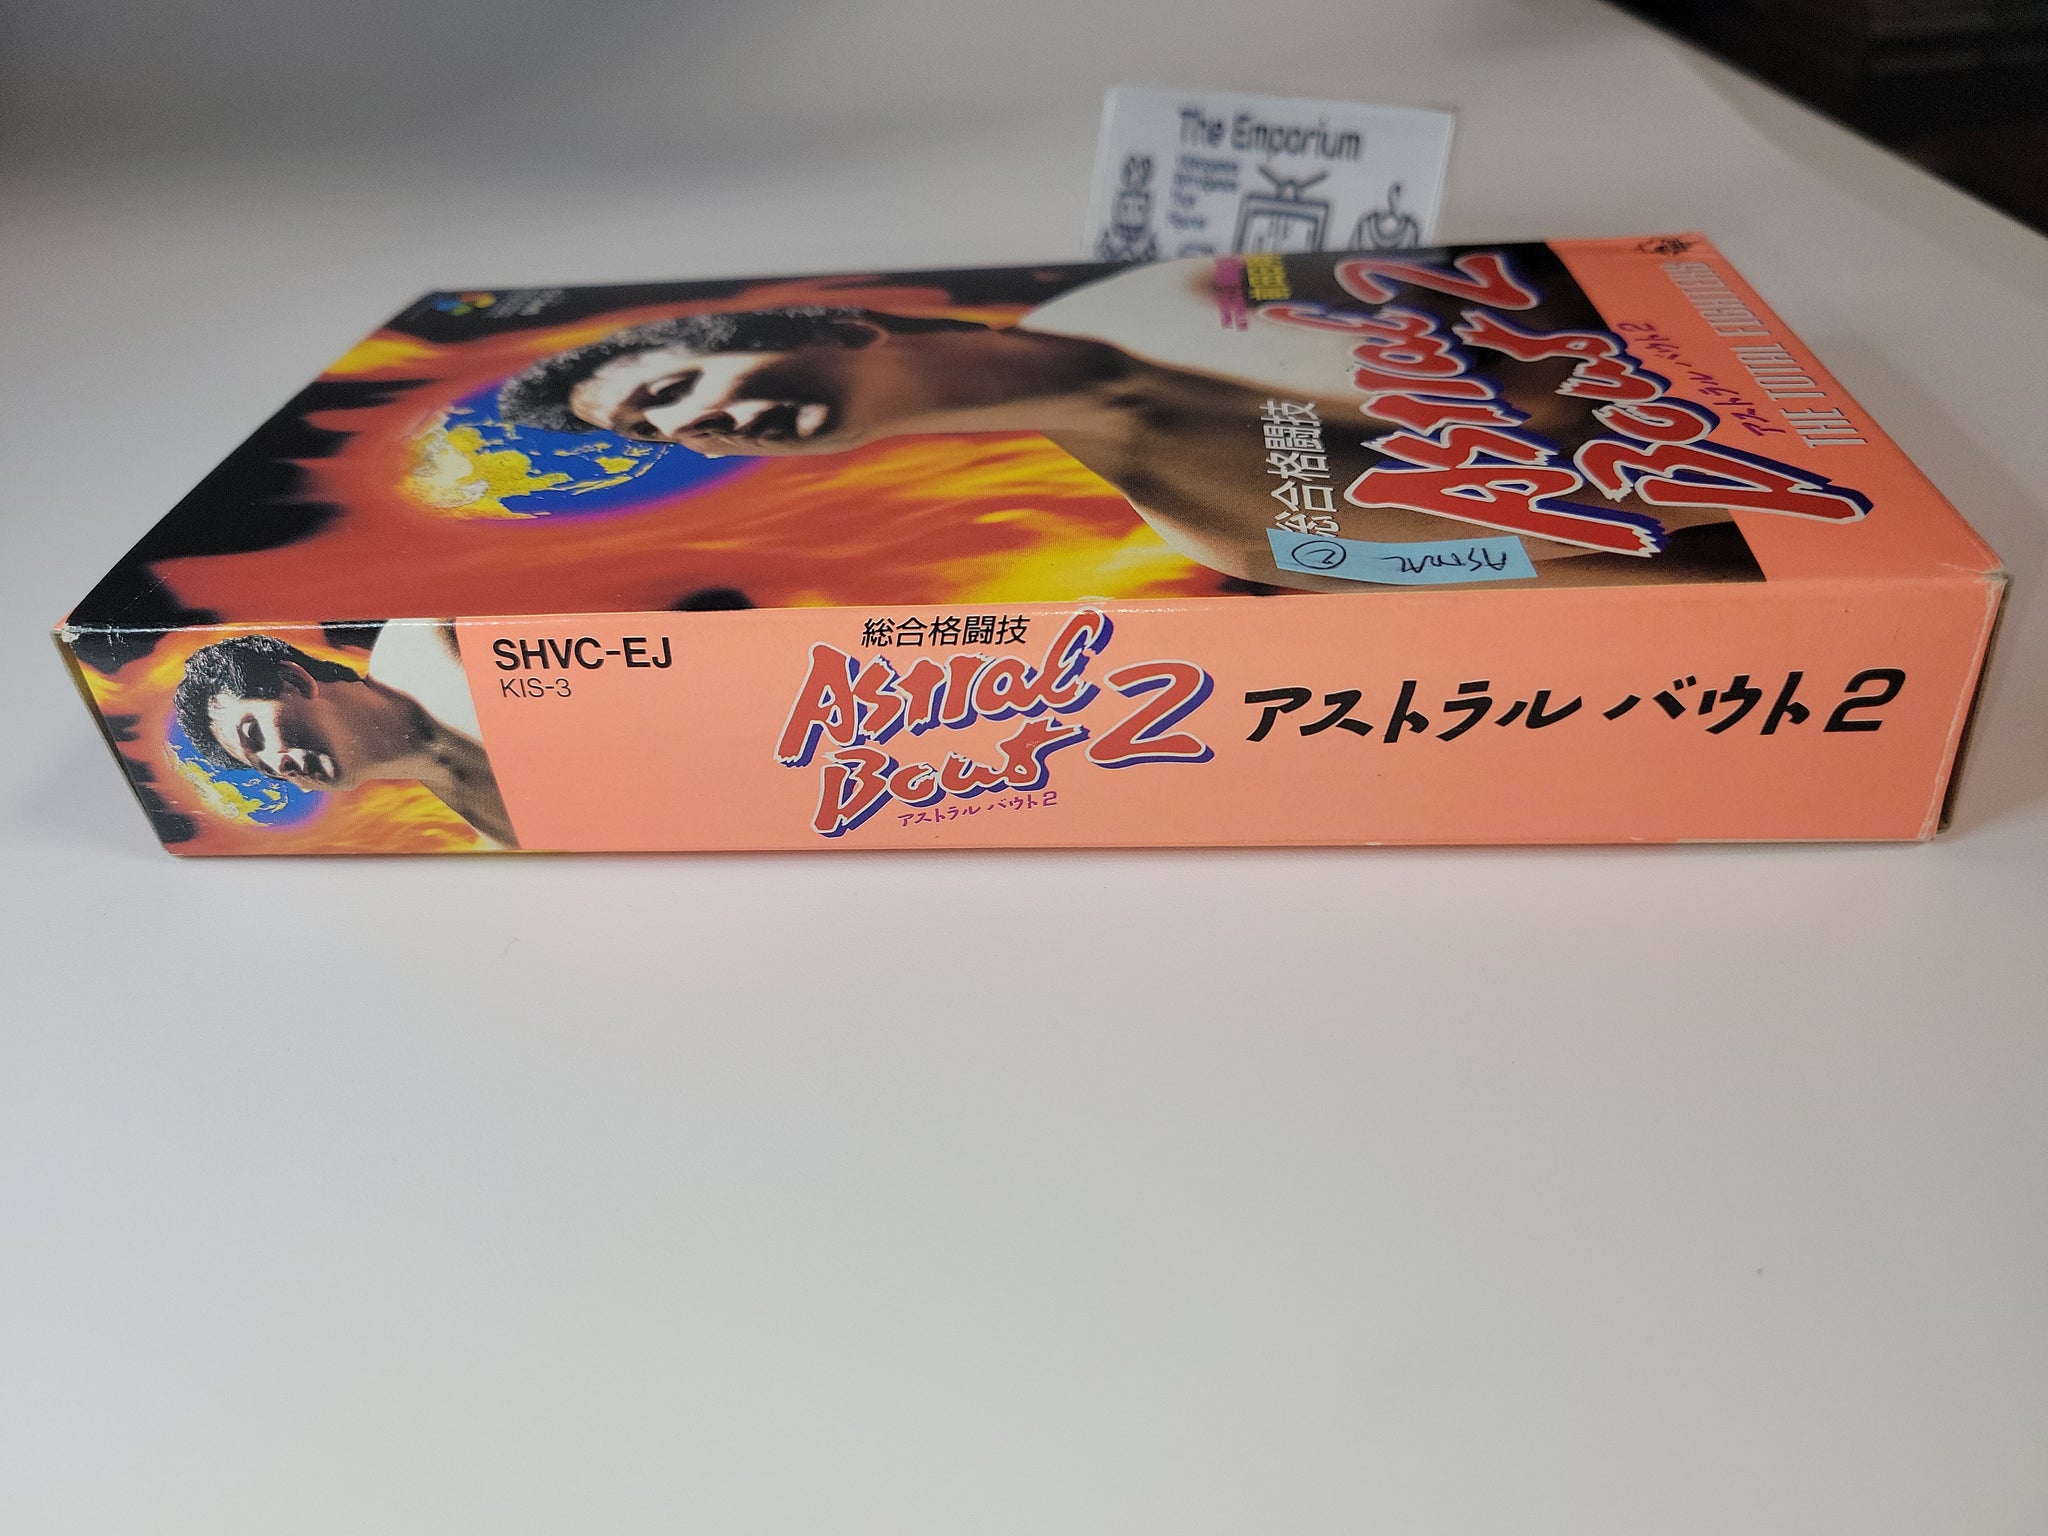 The Emporium
THE TOTAL FIGHTERS
総合格闘技
Astral
Bout 2
アストラル バウト2
ASTRAL ②
SHVC-EJ
KIS-3
総合格闘技
Astral
Bout 2
アストラル バウト2
アストラル バウト2